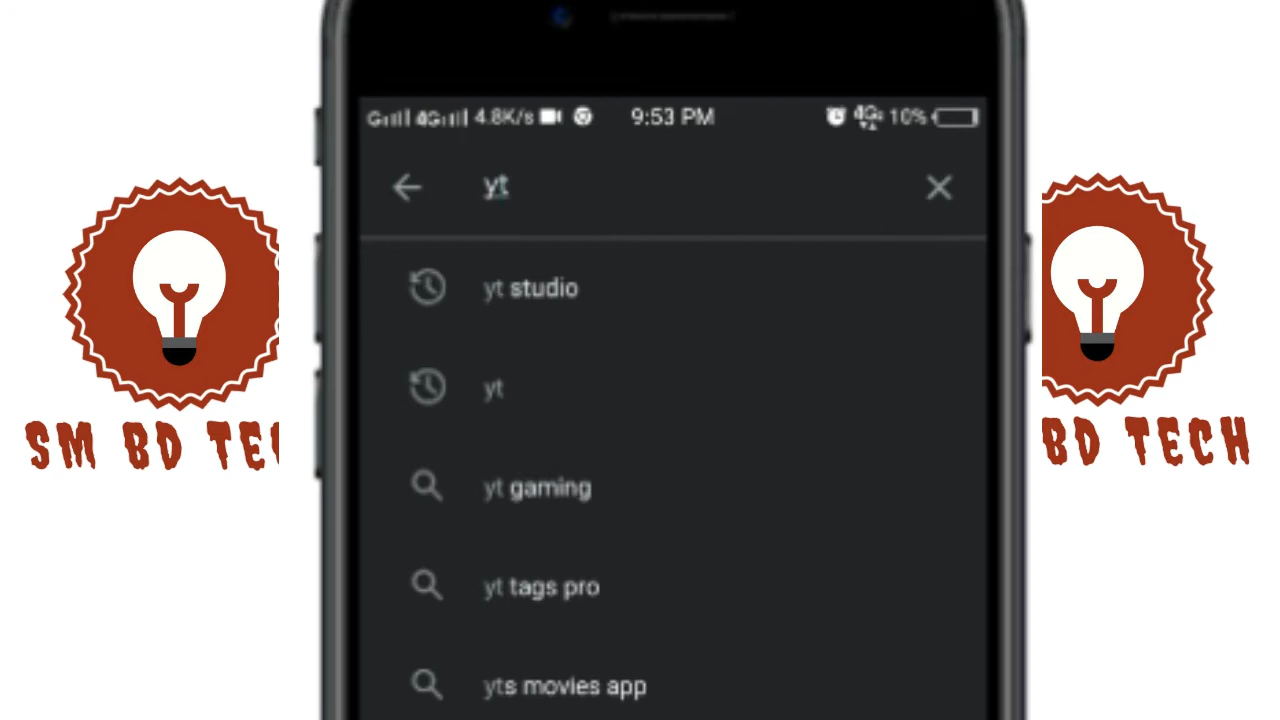 4.8K/s 9:53 PM 4G 10%
yt
yt studio
yt
yt gaming
yt tags pro
yts movies app
SM BD TE
BD TECH